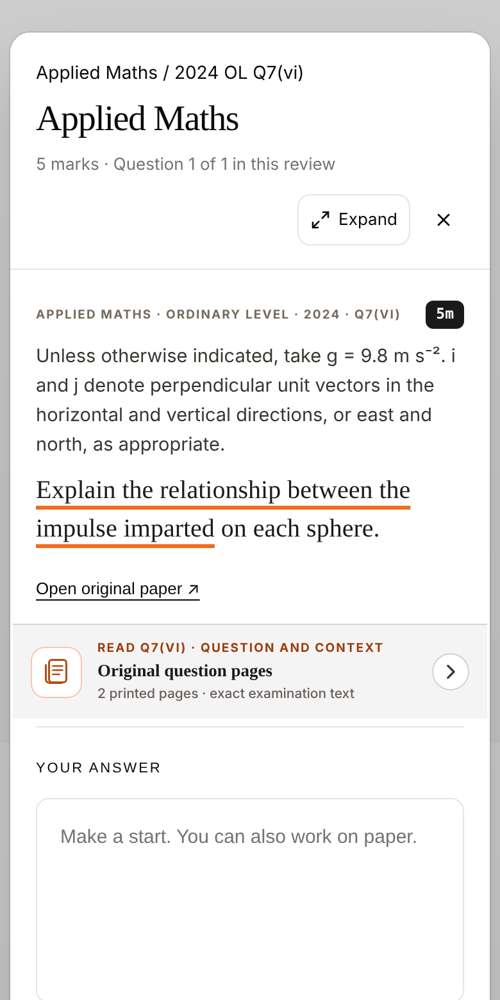 Applied Maths / 2024 OL Q7(vi)
Applied Maths
5 marks · Question 1 of 1 in this review
Expand
APPLIED MATHS · ORDINARY LEVEL · 2024 · Q7(VI)
5m
Unless otherwise indicated, take g = 9.8 m s⁻². i
and j denote perpendicular unit vectors in the
horizontal and vertical directions, or east and
north, as appropriate.
Explain the relationship between the
impulse imparted on each sphere.
Open original paper ↗
READ Q7(VI) · QUESTION AND CONTEXT
Original question pages
2 printed pages · exact examination text
YOUR ANSWER
Make a start. You can also work on paper.